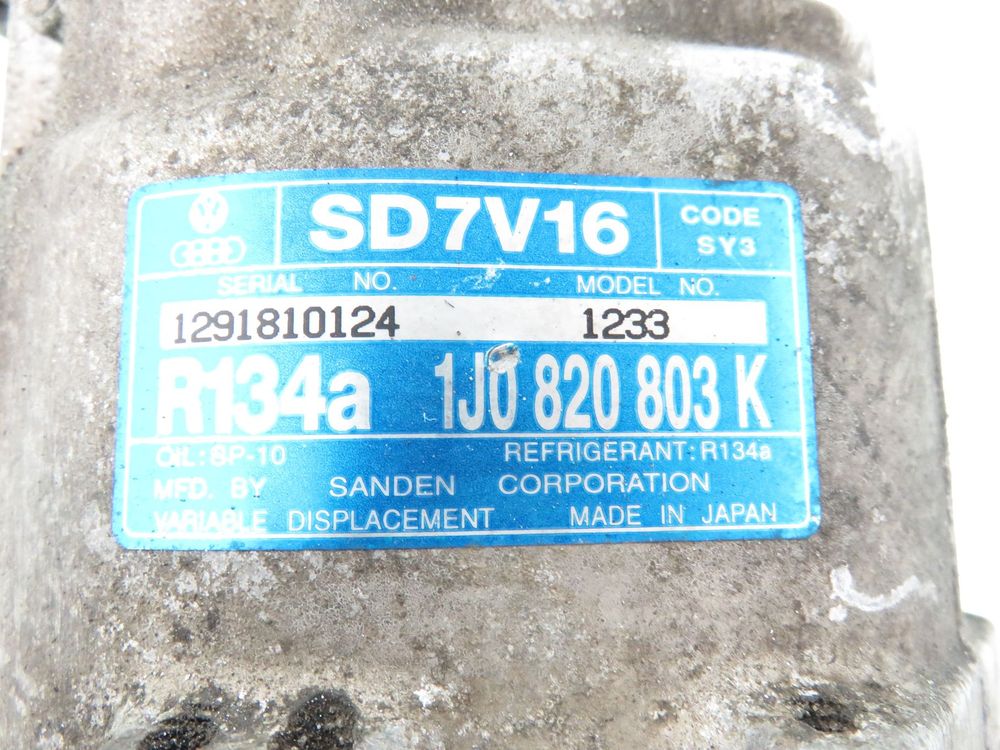 SD7V16
CODE
SY3
SERIAL NO. MODEL NO.
1291810124 1233
R134a 1J0 820 803 K
OIL: SP-10 REFRIGERANT: R134a
MFD. BY SANDEN CORPORATION
VARIABLE DISPLACEMENT MADE IN JAPAN